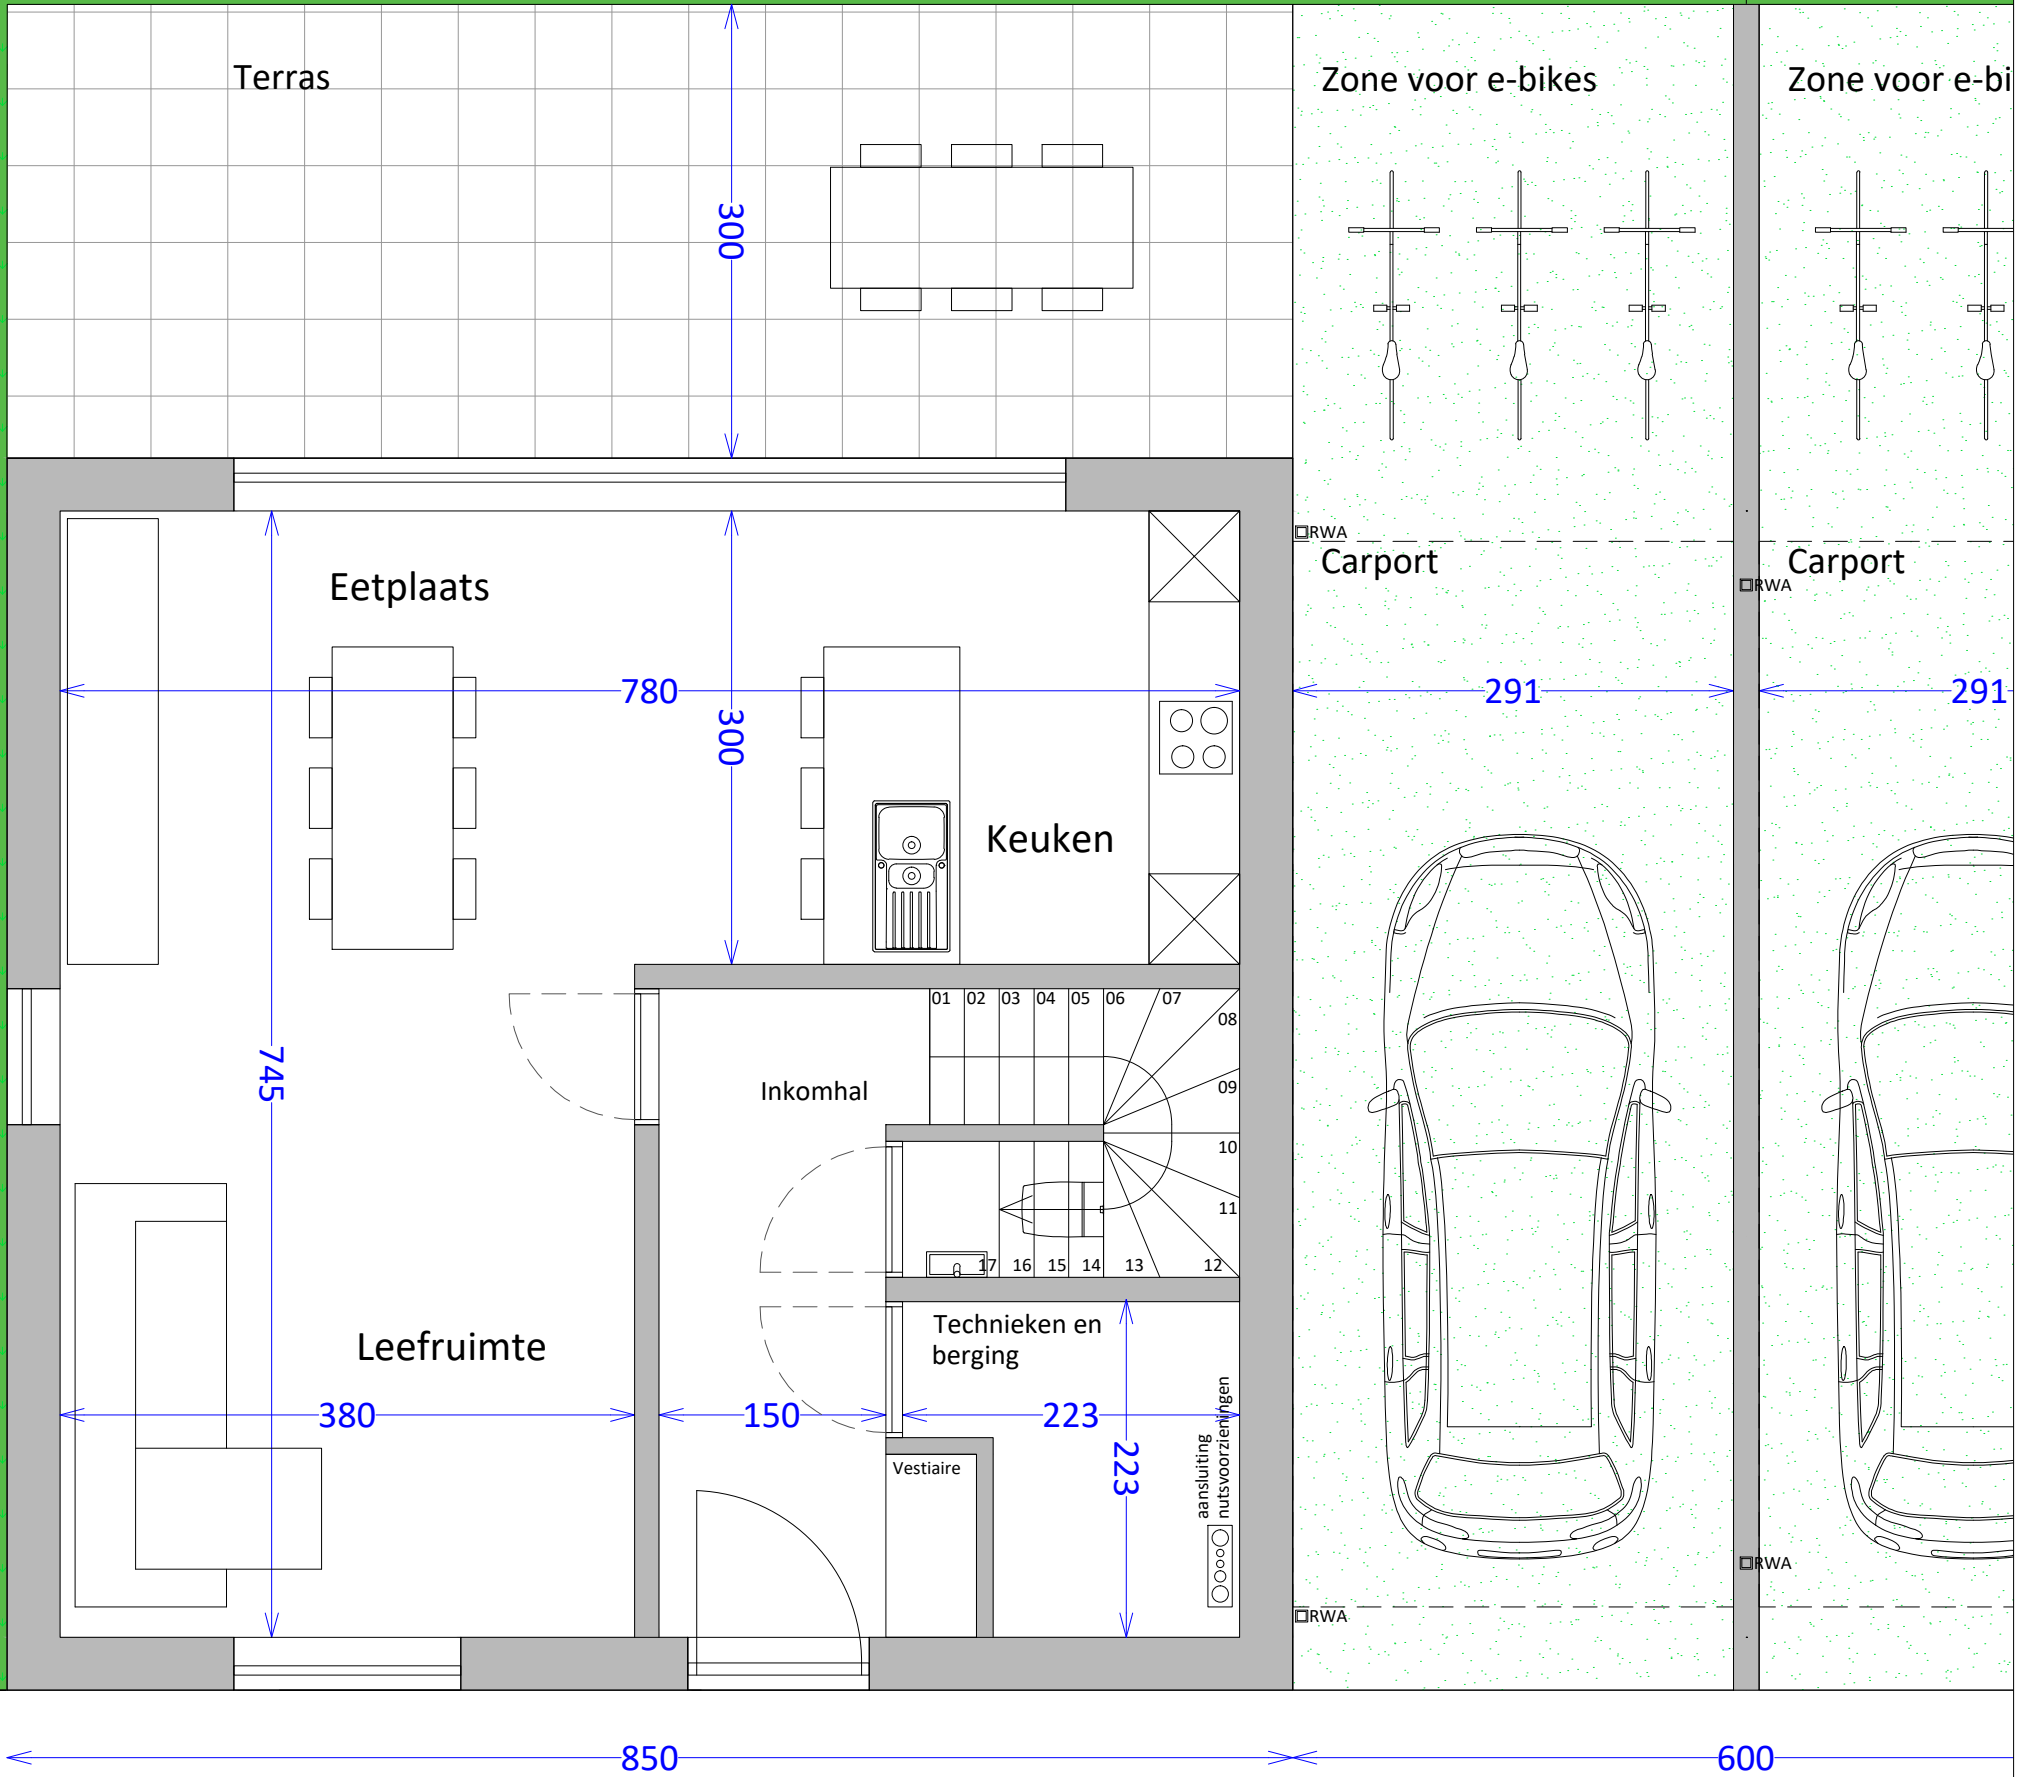 Terras
Zone voor e-bikes
Zone voor e-bi
300
RWA
Carport
Carport
RWA
Eetplaats
780
300
291
291
Keuken
745
Inkomhal
01 02 03 04 05 06 07
08
09
10
11
17 16 15 14 13 12
Leefruimte
Technieken en
berging
380
150
223
223
aansluiting
nutsvoorzieningen
Vestiaire
RWA
RWA
850
600